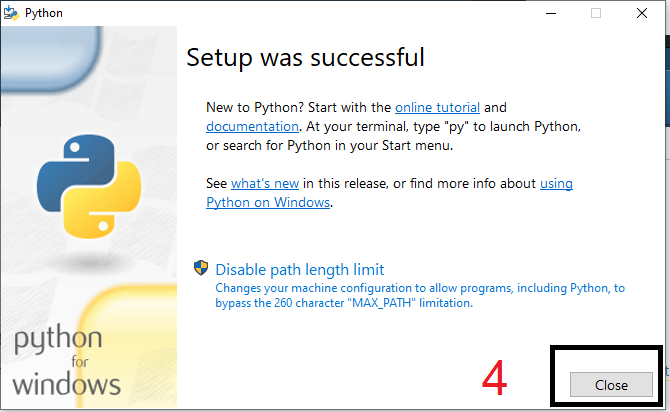 Python
Setup was successful
New to Python? Start with the online tutorial and
documentation. At your terminal, type "py" to launch Python,
or search for Python in your Start menu.
See what's new in this release, or find more info about using
Python on Windows.
Disable path length limit
Changes your machine configuration to allow programs, including Python, to
bypass the 260 character "MAX_PATH" limitation.
python
for
windows
4
Close